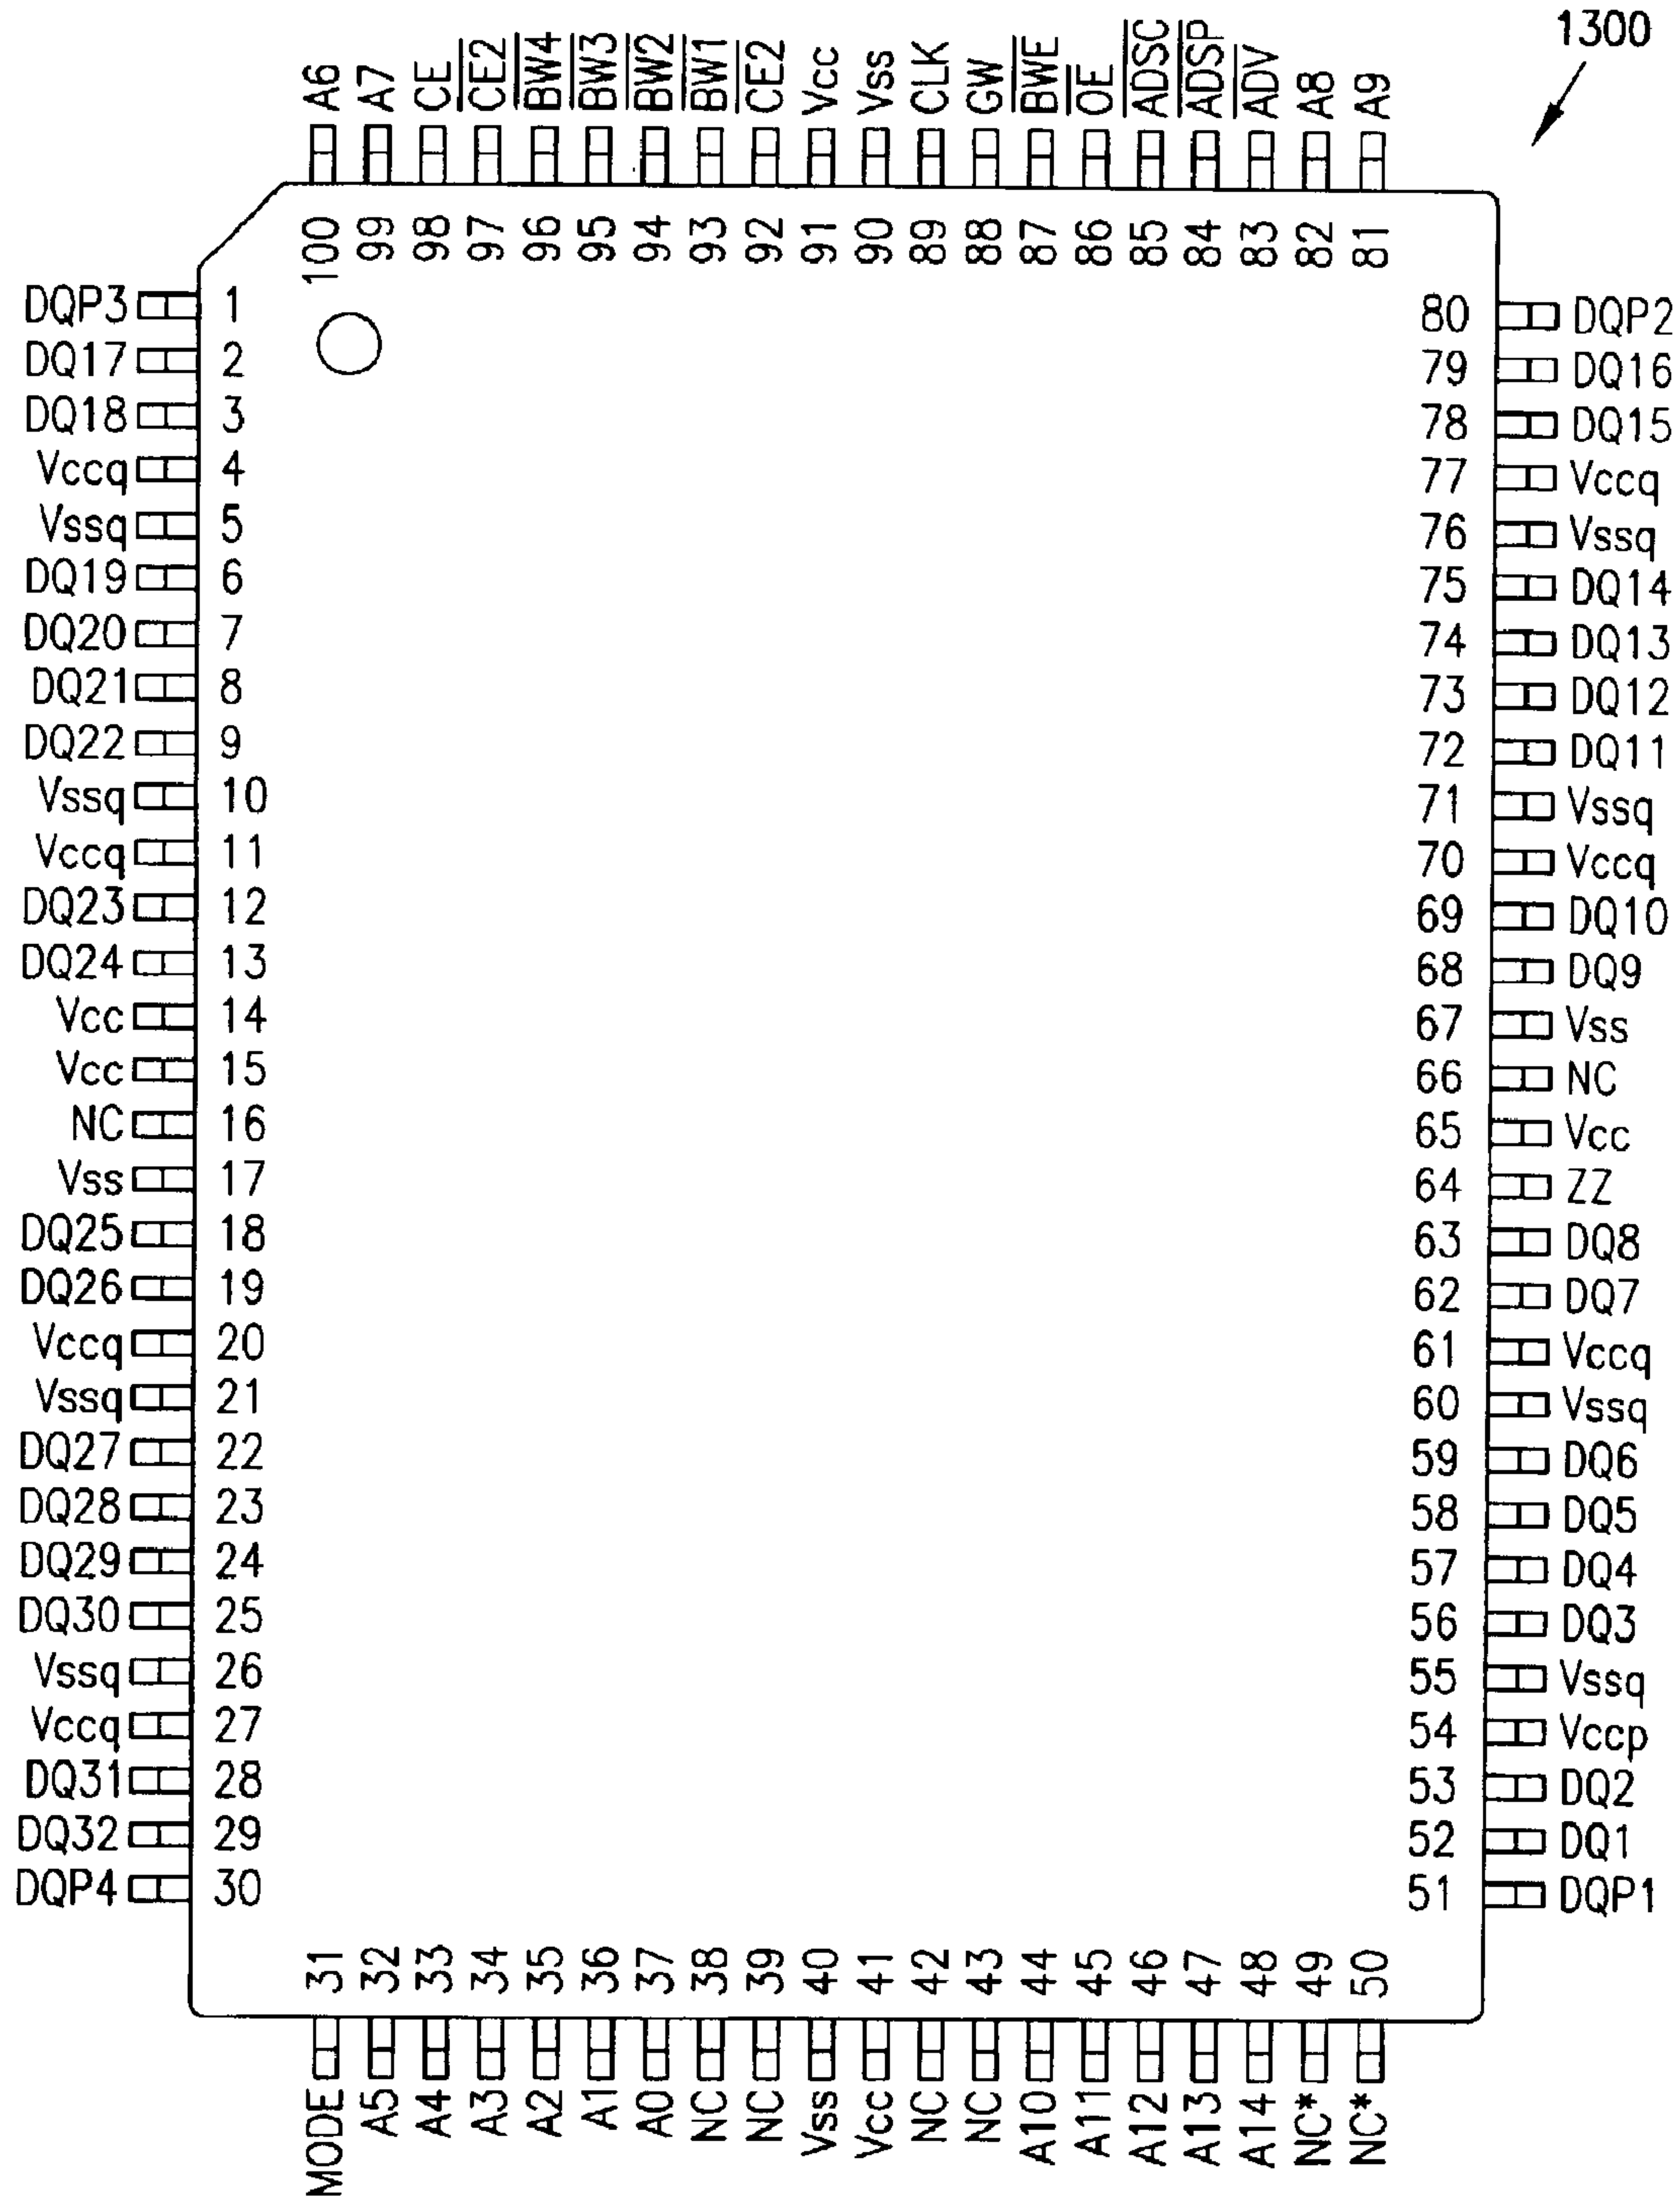 1300
A6 A7 CE CE2 BW4 BW3 BW2 BW1 CE2 Vcc Vss CLK GW BWE OE ADSC ADSP ADV A8 A9
100 99 98 97 96 95 94 93 92 91 90 89 88 87 86 85 84 83 82 81
DQP3 1 80 DQP2
DQ17 2 79 DQ16
DQ18 3 78 DQ15
Vccq 4 77 Vccq
Vssq 5 76 Vssq
DQ19 6 75 DQ14
DQ20 7 74 DQ13
DQ21 8 73 DQ12
DQ22 9 72 DQ11
Vssq 10 71 Vssq
Vccq 11 70 Vccq
DQ23 12 69 DQ10
DQ24 13 68 DQ9
Vcc 14 67 Vss
Vcc 15 66 NC
NC 16 65 Vcc
Vss 17 64 ZZ
DQ25 18 63 DQ8
DQ26 19 62 DQ7
Vccq 20 61 Vccq
Vssq 21 60 Vssq
DQ27 22 59 DQ6
DQ28 23 58 DQ5
DQ29 24 57 DQ4
DQ30 25 56 DQ3
Vssq 26 55 Vssq
Vccq 27 54 Vccp
DQ31 28 53 DQ2
DQ32 29 52 DQ1
DQP4 30 51 DQP1
31 32 33 34 35 36 37 38 39 40 41 42 43 44 45 46 47 48 49 50
MODE A5 A4 A3 A2 A1 A0 NC NC Vss Vcc NC NC A10 A11 A12 A13 A14 NC* NC*